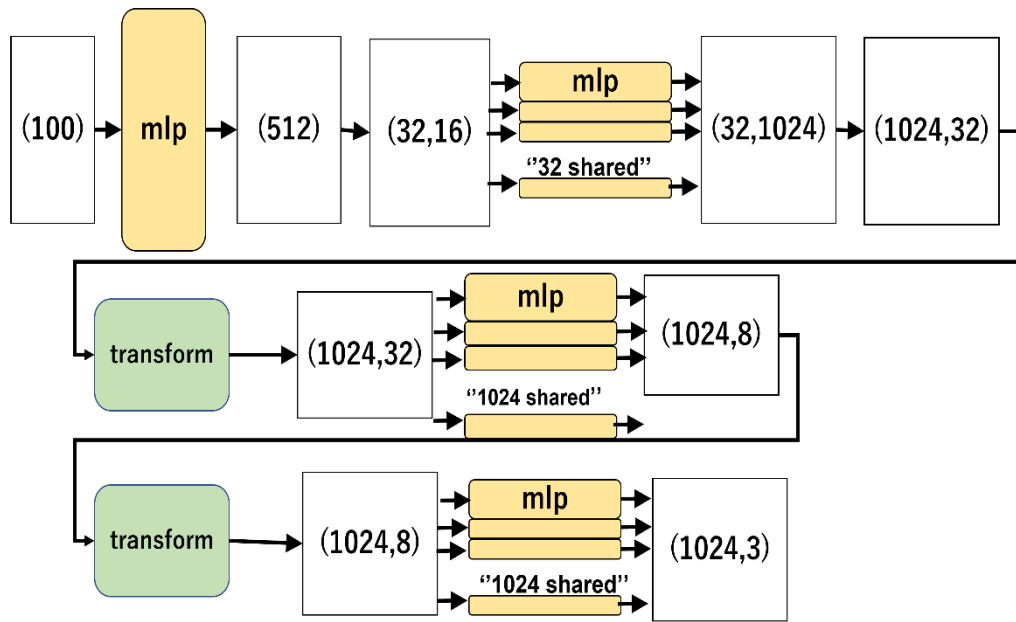 (100)
mlp
(512)
(32,16)
mlp
‘’32 shared’’
(32,1024)
(1024,32)
transform
(1024,32)
mlp
‘’1024 shared’’
(1024,8)
transform
(1024,8)
mlp
‘’1024 shared’’
(1024,3)